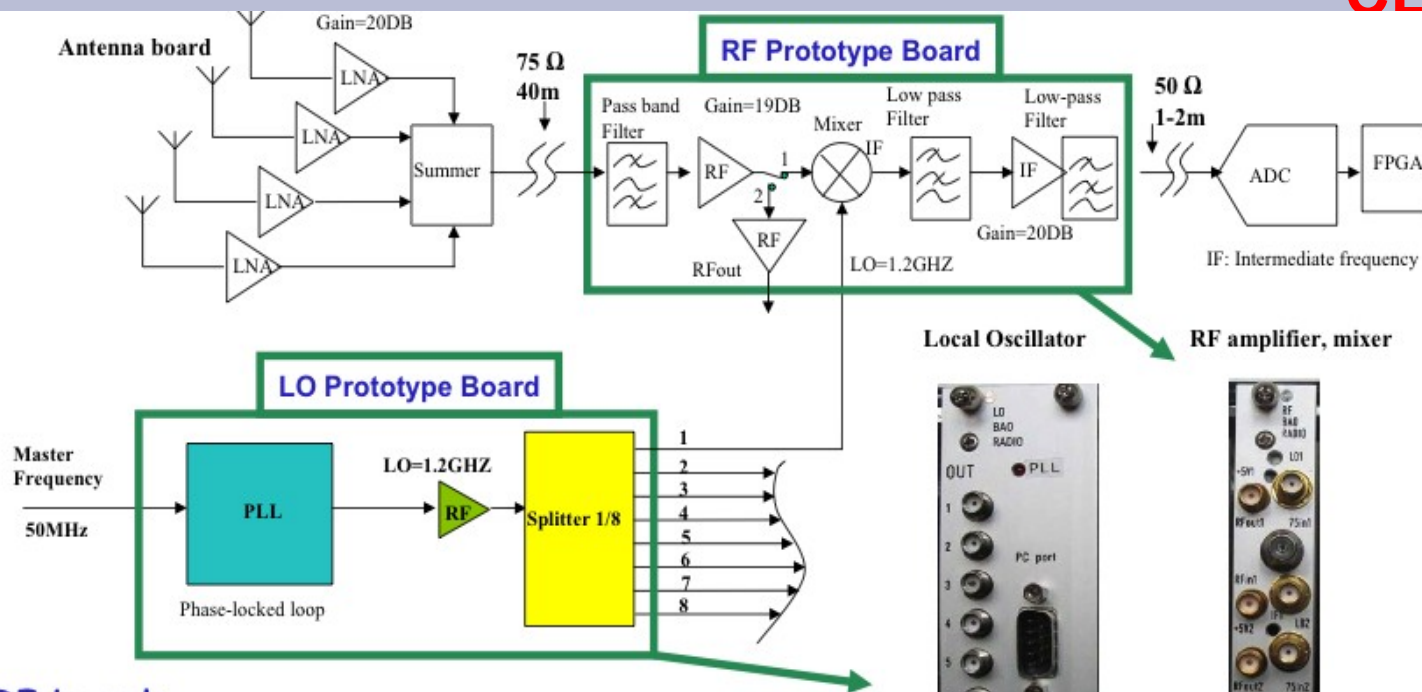 Gain=20DB
Antenna board
LNA
LNA
LNA
LNA
Summer
75 Ω
40m
RF Prototype Board
Pass band
Filter
Gain=19DB
RF
1
2
RF
RFout
Mixer
IF
LO=1.2GHZ
Low pass
Filter
Low-pass
Filter
IF
Gain=20DB
50 Ω
1-2m
ADC
FPGA
IF: Intermediate frequency
LO Prototype Board
Master
Frequency
50MHz
PLL
Phase-locked loop
LO=1.2GHZ
RF
Splitter 1/8
1
2
3
4
5
6
7
8
Local Oscillator
LO
BAO
RADIO
OUT
PLL
1
2
3
4
5
PC port
RF amplifier, mixer
RF
BAO
RADIO
LO1
+5V1
RFout1
75in1
RFin1
+5V2
LO2
RFout2
75in2